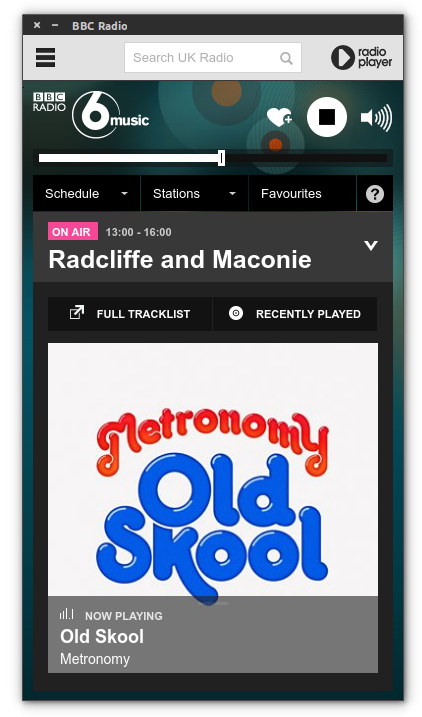 BBC Radio
Search UK Radio
radio
player
BBC
RADIO
6 music
Schedule
Stations
Favourites
?
ON AIR 13:00 - 16:00
Radcliffe and Maconie
FULL TRACKLIST
RECENTLY PLAYED
Metronomy
Old
Skool
NOW PLAYING
Old Skool
Metronomy